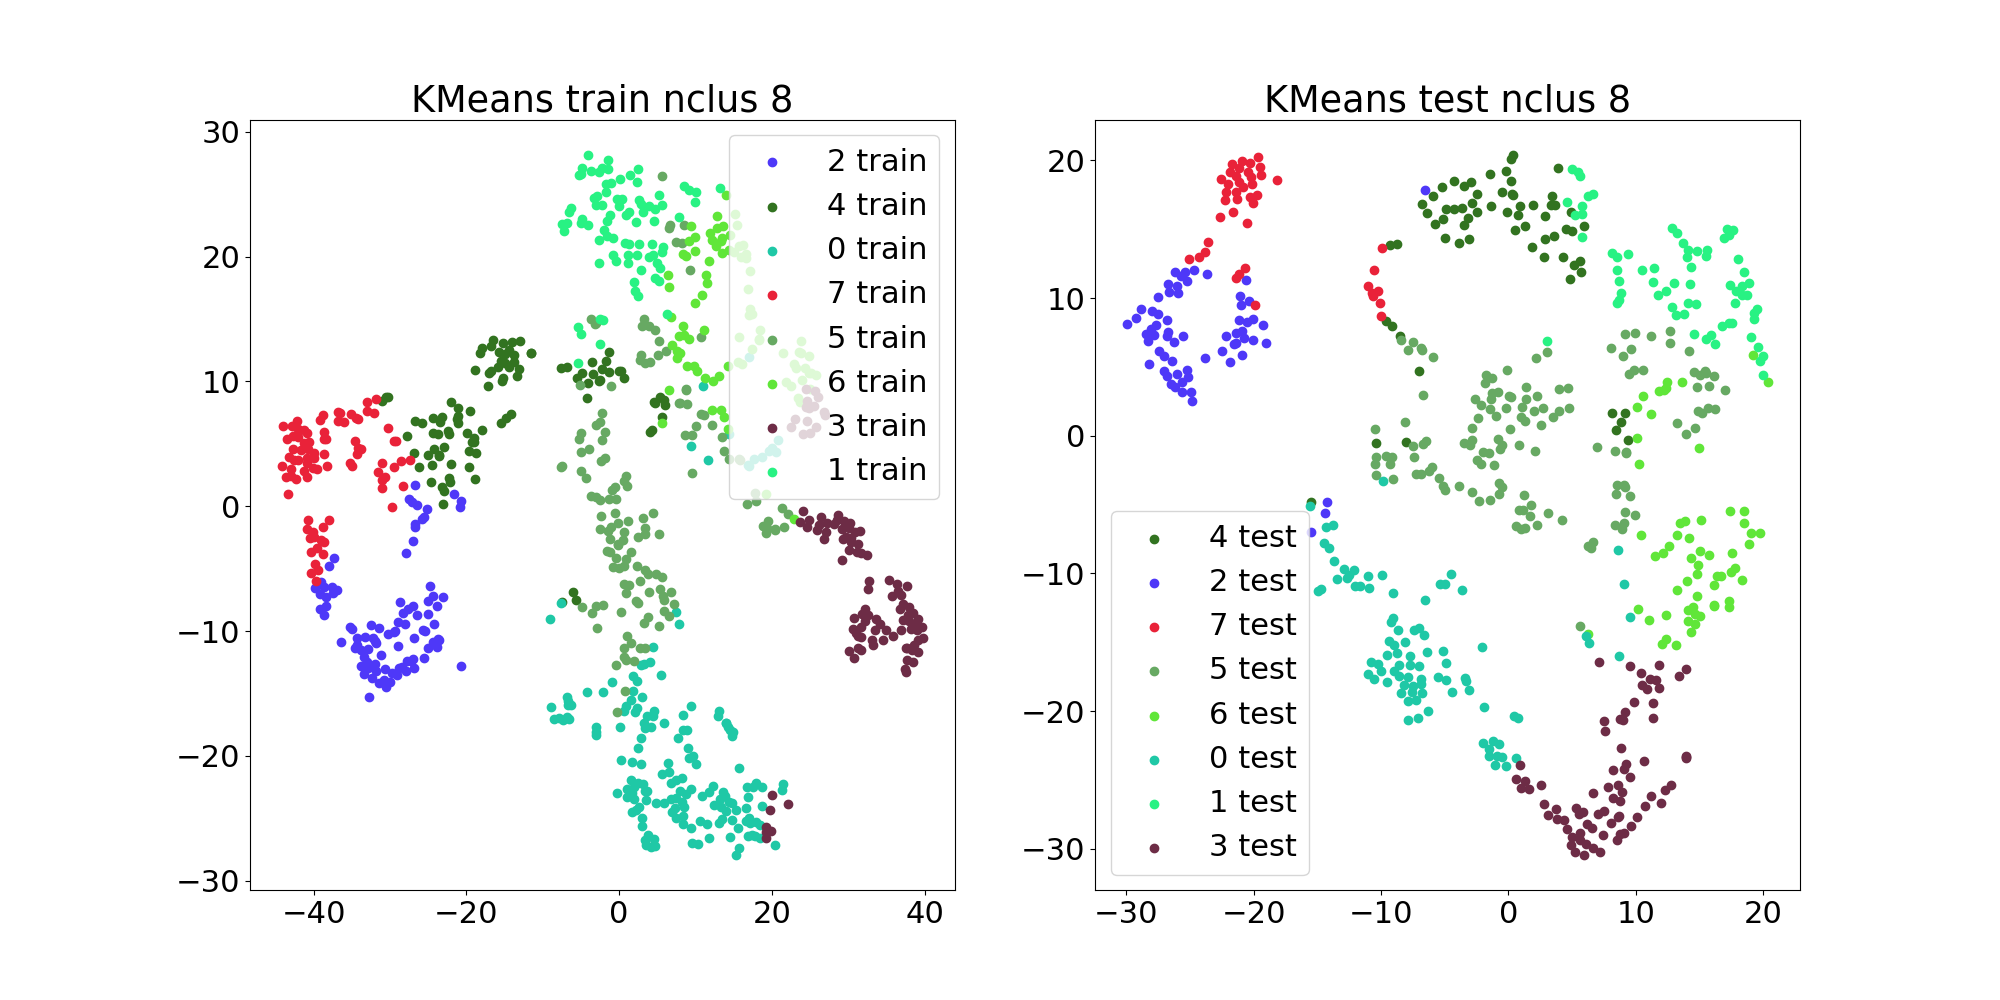 KMeans train nclus 8
30
20
10
0
−10
−20
−30
−40
−20
0
20
40
2 train
4 train
0 train
7 train
5 train
6 train
3 train
1 train
KMeans test nclus 8
20
10
0
−10
−20
−30
−30
−20
−10
0
10
20
4 test
2 test
7 test
5 test
6 test
0 test
1 test
3 test